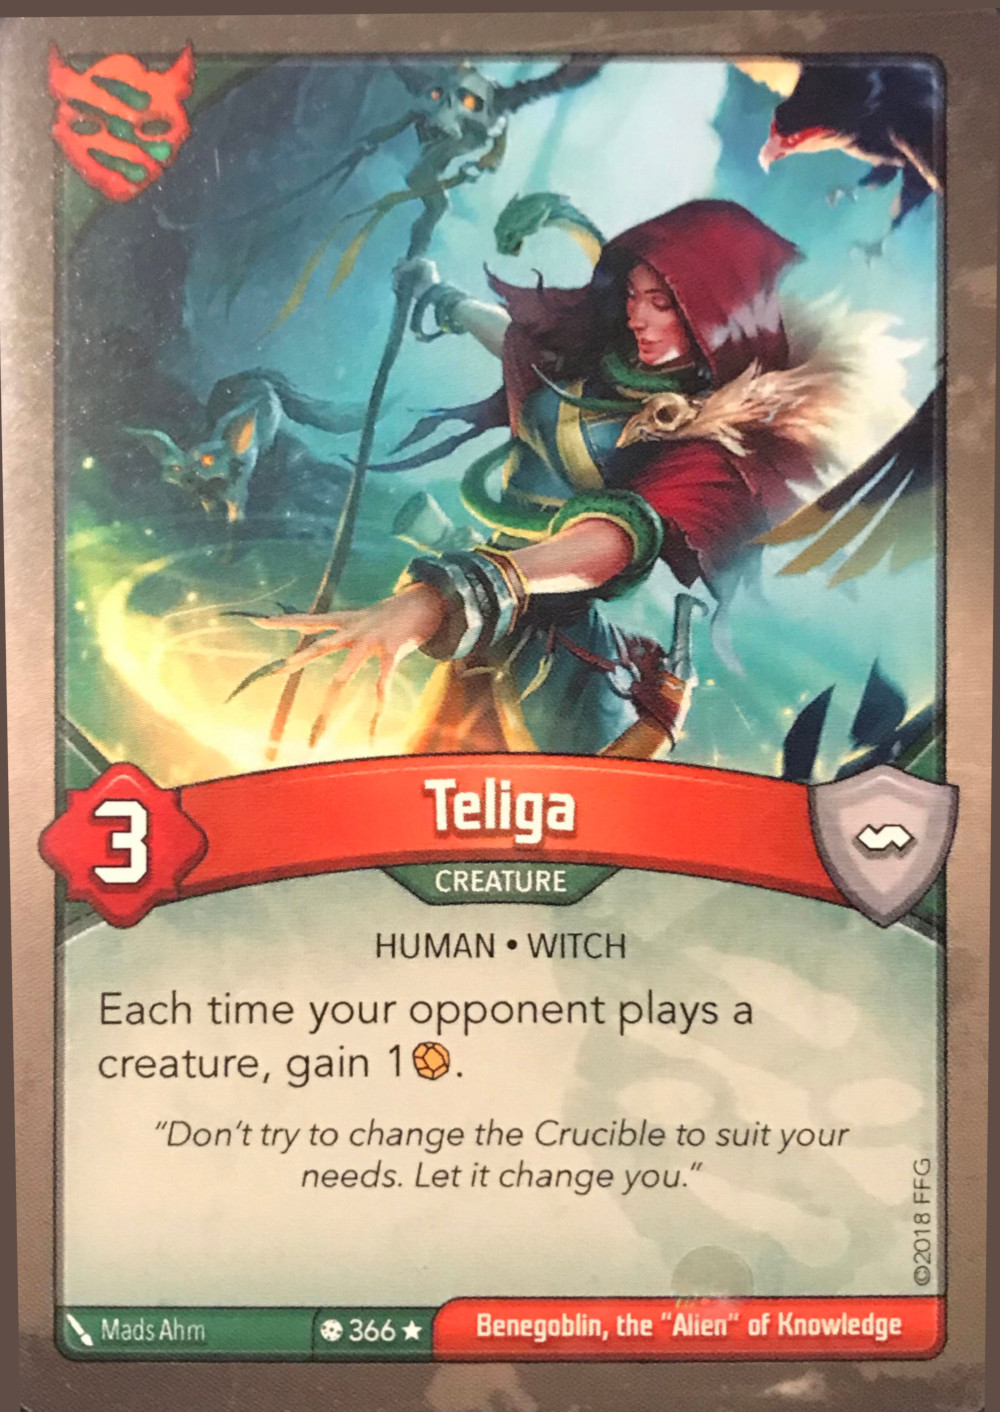 Teliga
3
CREATURE
HUMAN • WITCH
Each time your opponent plays a
creature, gain 1.
“Don’t try to change the Crucible to suit your
needs. Let it change you.”
©2018 FFG
Mads Ahm
366★
Benegoblin, the "Alien" of Knowledge